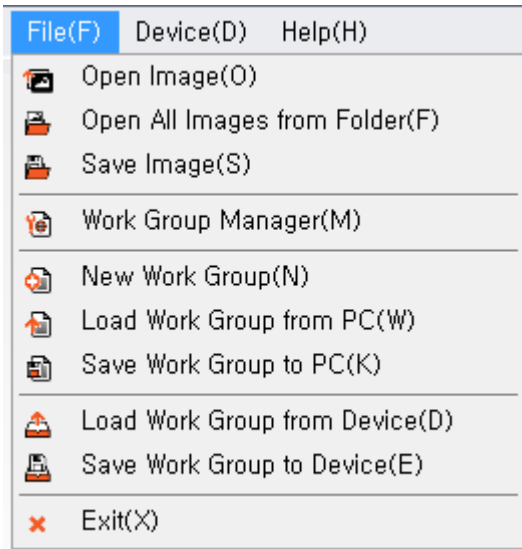 File(F) Device(D) Help(H)
Open Image(O)
Open All Images from Folder(F)
Save Image(S)
Work Group Manager(M)
New Work Group(N)
Load Work Group from PC(W)
Save Work Group to PC(K)
Load Work Group from Device(D)
Save Work Group to Device(E)
Exit(X)